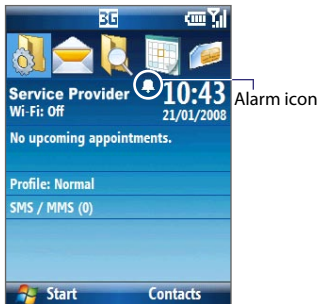 3G
Service Provider
10:43
Alarm icon
Wi-Fi: Off
21/01/2008
No upcoming appointments.
Profile: Normal
SMS / MMS (0)
Start
Contacts